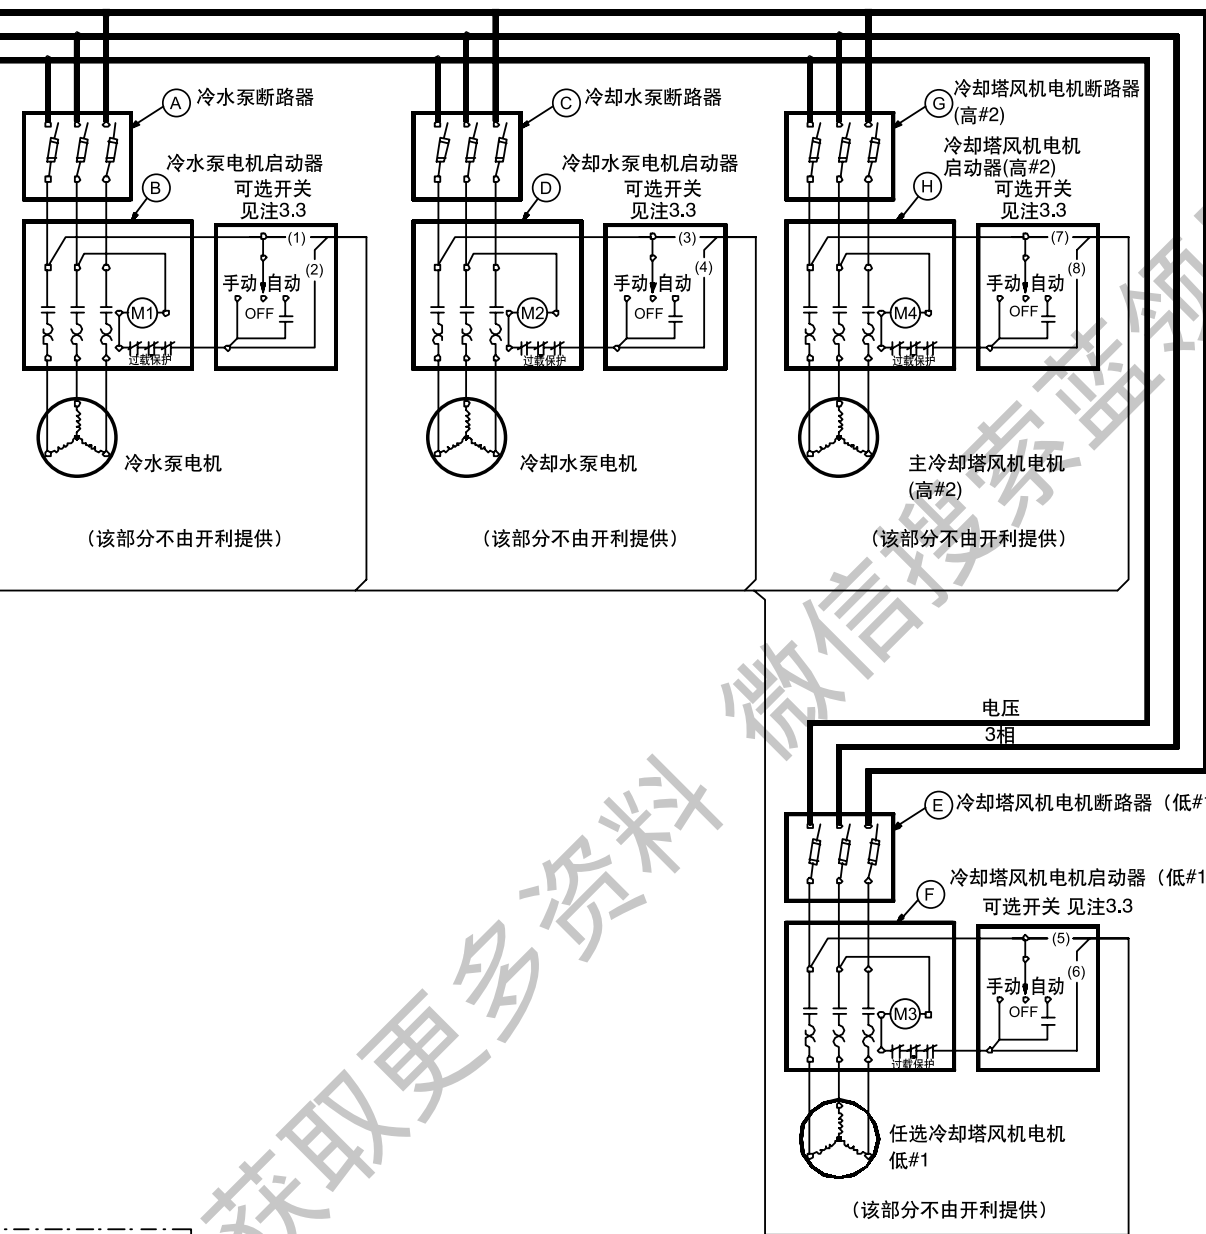 A 冷水泵断路器
冷水泵电机启动器
B 可选开关
见注3.3
(1)
(2)
手动 自动
OFF
M1
过载保护
冷水泵电机
(该部分不由开利提供)
C 冷却水泵断路器
冷却水泵电机启动器
D 可选开关
见注3.3
(3)
(4)
手动 自动
OFF
M2
过载保护
冷却水泵电机
(该部分不由开利提供)
G 冷却塔风机电机断路器
(高#2)
冷却塔风机电机
启动器(高#2)
H 可选开关
见注3.3
(7)
(8)
手动 自动
OFF
M4
过载保护
主冷却塔风机电机
(高#2)
(该部分不由开利提供)
电压
3相
E 冷却塔风机电机断路器（低#1
冷却塔风机电机启动器（低#1
F 可选开关 见注3.3
(5)
(6)
手动 自动
OFF
M3
过载保护
任选冷却塔风机电机
低#1
(该部分不由开利提供)
微信搜索蓝领
获取更多资料